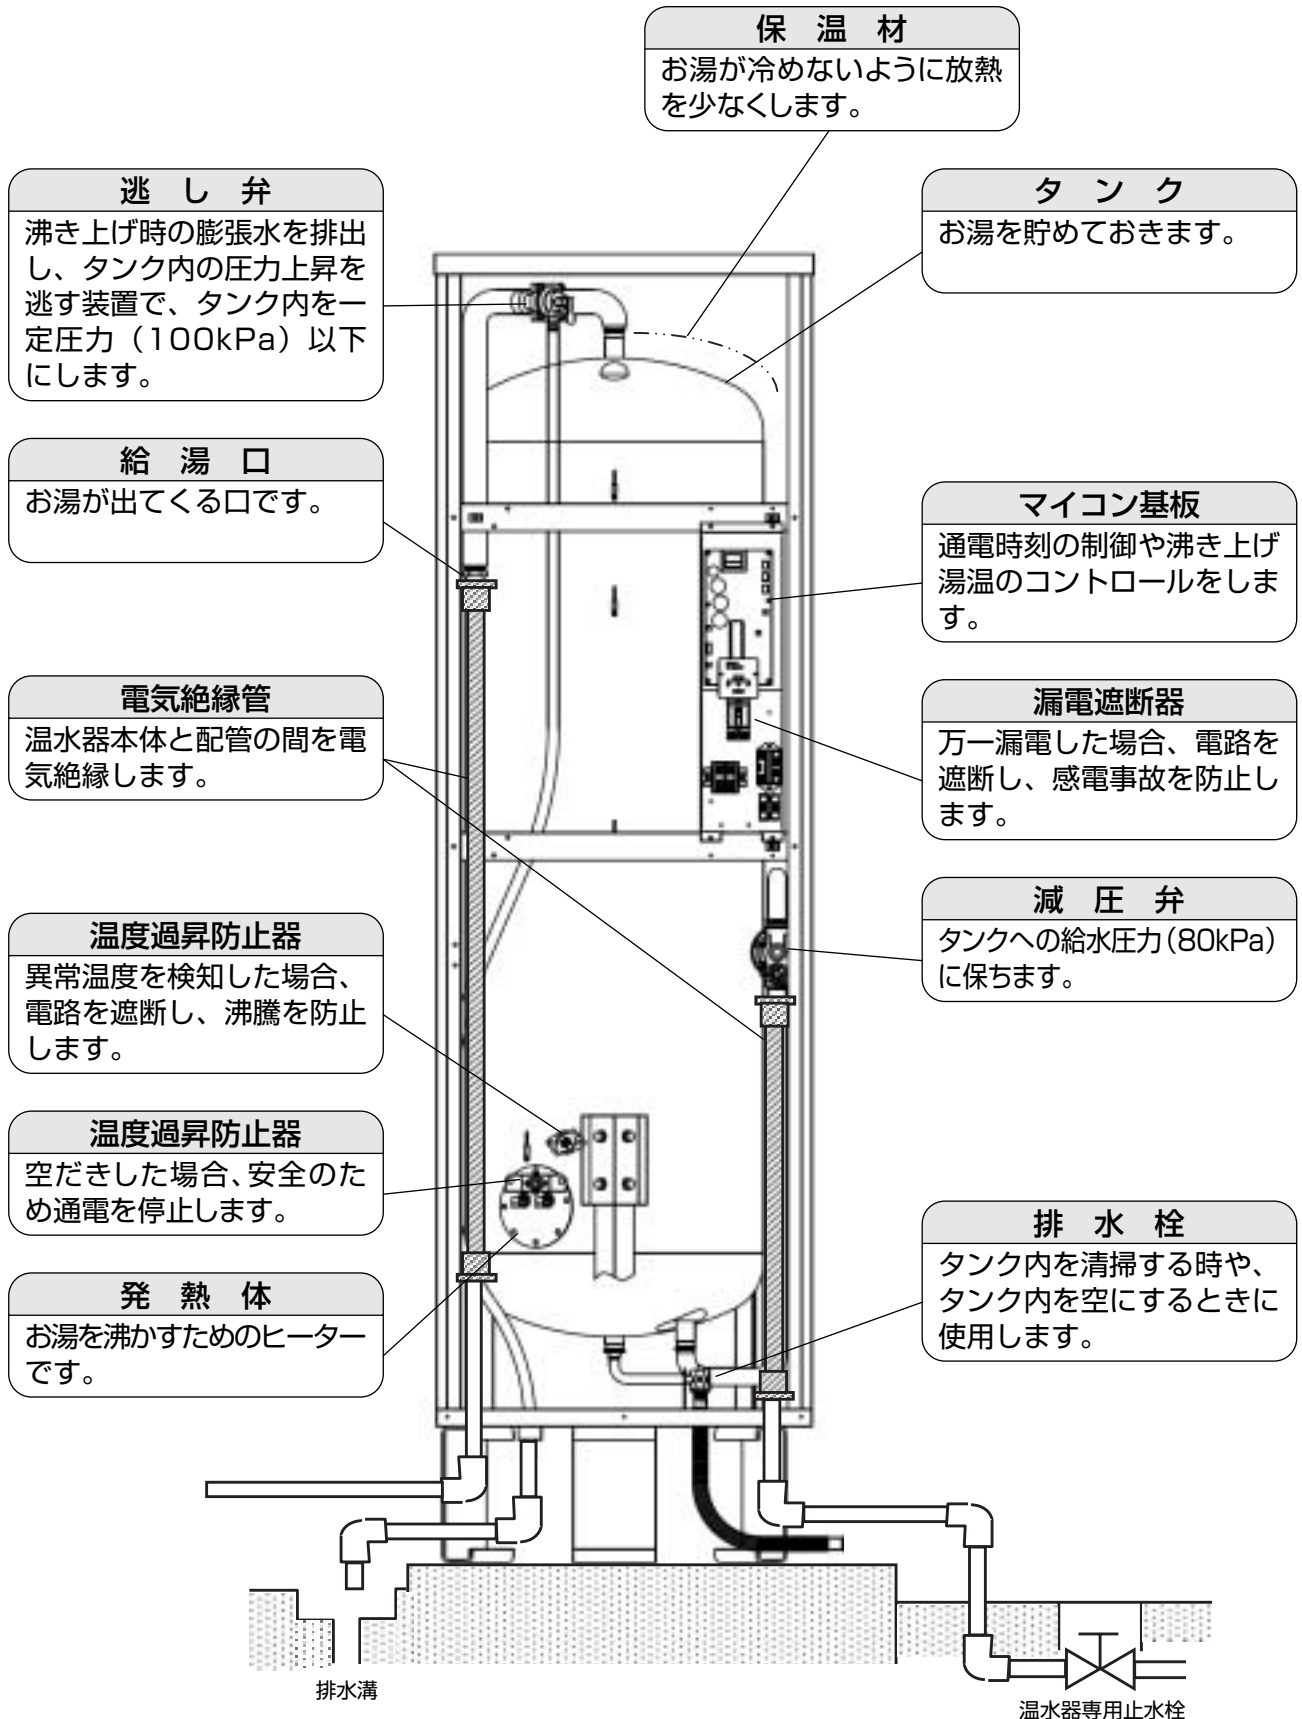 保温材
お湯が冷めないように放熱
を少なくします。
逃し弁
沸き上げ時の膨張水を排出
し、タンク内の圧力上昇を
逃す装置で、タンク内を一
定圧力（100kPa）以下
にします。
タンク
お湯を貯めておきます。
給湯口
お湯が出てくる口です。
マイコン基板
通電時刻の制御や沸き上げ
湯温のコントロールをしま
す。
電気絶縁管
温水器本体と配管の間を電
気絶縁します。
漏電遮断器
万一漏電した場合、電路を
遮断し、感電事故を防止し
ます。
減圧弁
タンクへの給水圧力（80kPa）
に保ちます。
温度過昇防止器
異常温度を検知した場合、
電路を遮断し、沸騰を防止
します。
温度過昇防止器
空だきした場合、安全のた
め通電を停止します。
排水栓
タンク内を清掃する時や、
タンク内を空にするときに
使用します。
発熱体
お湯を沸かすためのヒーター
です。
排水溝
温水器専用止水栓